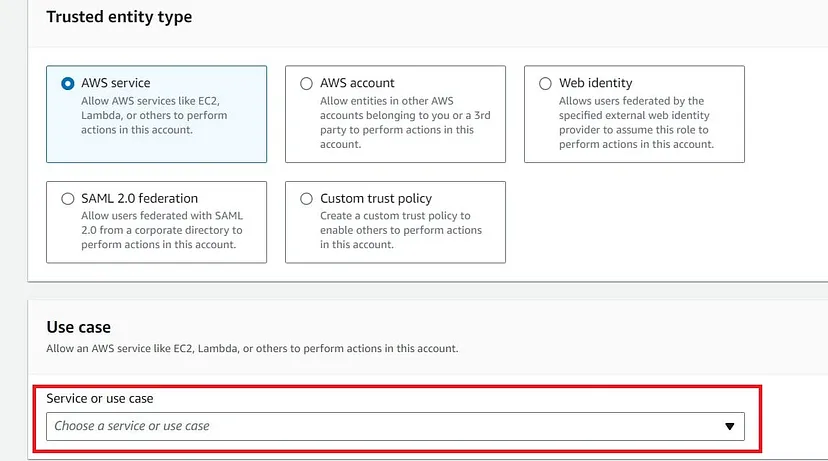 Trusted entity type
AWS service
Allow AWS services like EC2,
Lambda, or others to perform
actions in this account.
AWS account
Allow entities in other AWS
accounts belonging to you or a 3rd
party to perform actions in this
account.
Web identity
Allows users federated by the
specified external web identity
provider to assume this role to
perform actions in this account.
SAML 2.0 federation
Allow users federated with SAML
2.0 from a corporate directory to
perform actions in this account.
Custom trust policy
Create a custom trust policy to
enable others to perform actions
in this account.
Use case
Allow an AWS service like EC2, Lambda, or others to perform actions in this account.
Service or use case
Choose a service or use case